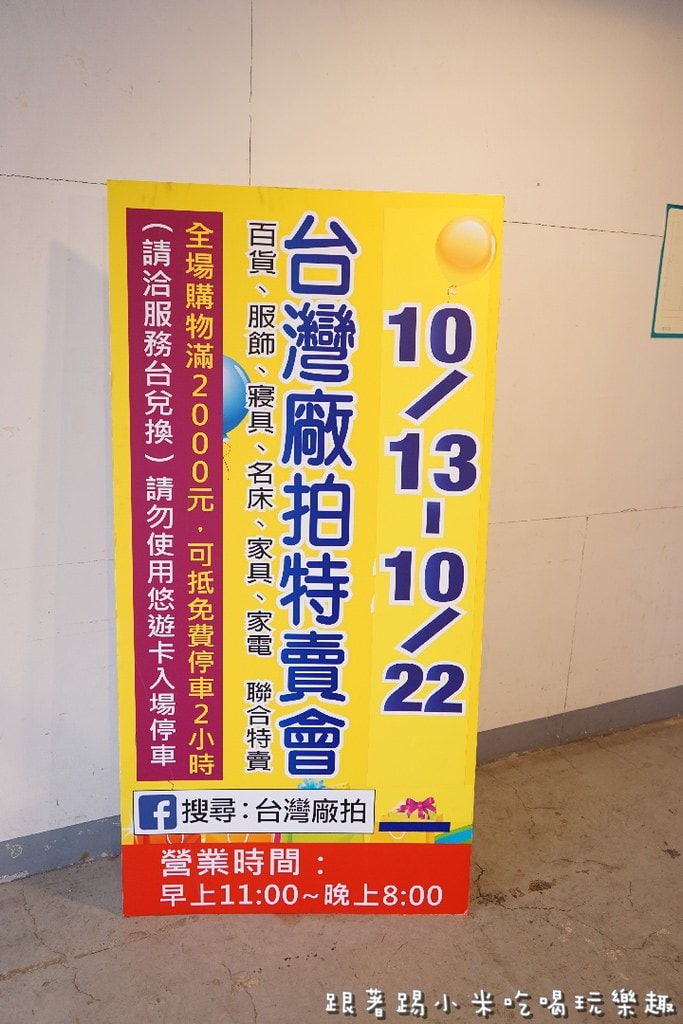 10/13-10/22
台灣廠拍特賣會
百貨、服飾、寢具、名床、家具、家電 聯合特賣
全場購物滿2000元．可抵免費停車2小時
(請洽服務台兌換)請勿使用悠遊卡入場停車
f 搜尋：台灣廠拍
營業時間：
早上11:00~晚上8:00
跟著踢小米吃喝玩樂趣